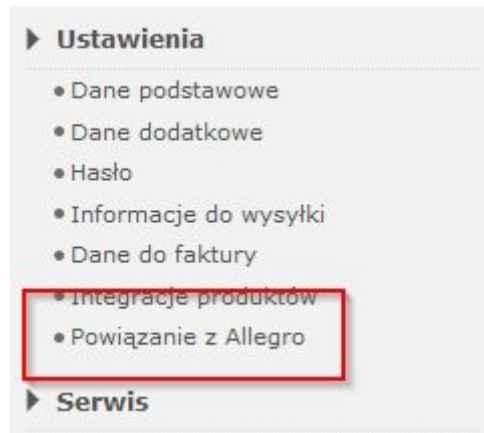 Ustawienia
Dane podstawowe
Dane dodatkowe
Hasło
Informacje do wysyłki
Dane do faktury
Integracje produktów
Powiązanie z Allegro
Serwis